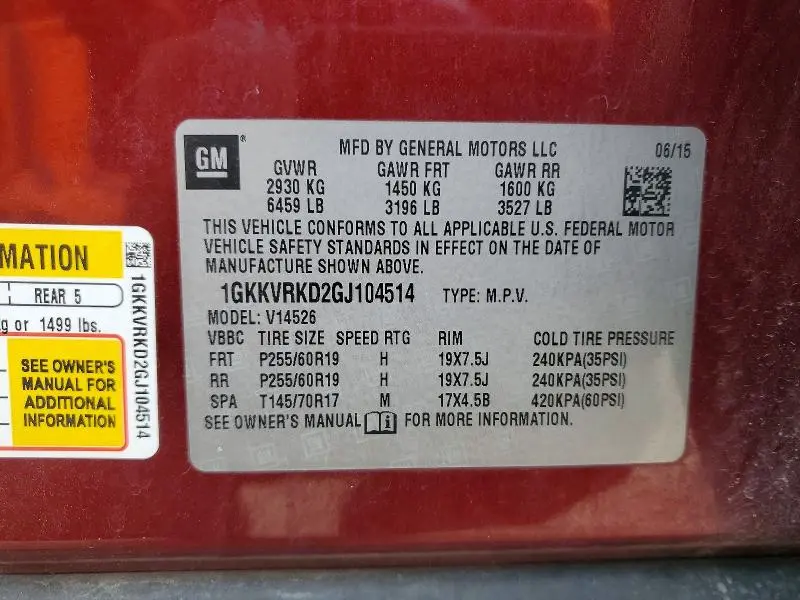 GM
MFD BY GENERAL MOTORS LLC 06/15
GVWR GAWR FRT GAWR RR
2930 KG 1450 KG 1600 KG
6459 LB 3196 LB 3527 LB
THIS VEHICLE CONFORMS TO ALL APPLICABLE U.S. FEDERAL MOTOR
VEHICLE SAFETY STANDARDS IN EFFECT ON THE DATE OF
MANUFACTURE SHOWN ABOVE.
1GKKVRKD2GJ104514 TYPE: M.P.V.
MODEL: V14526
VBBC TIRE SIZE SPEED RTG RIM COLD TIRE PRESSURE
FRT P255/60R19 H 19X7.5J 240KPA(35PSI)
RR P255/60R19 H 19X7.5J 240KPA(35PSI)
SPA T145/70R17 M 17X4.5B 420KPA(60PSI)
SEE OWNER'S MANUAL FOR MORE INFORMATION.
MATION
REAR 5
g or 1499 lbs.
SEE OWNER'S
MANUAL FOR
ADDITIONAL
INFORMATION
1GKKVRKD2GJ104514